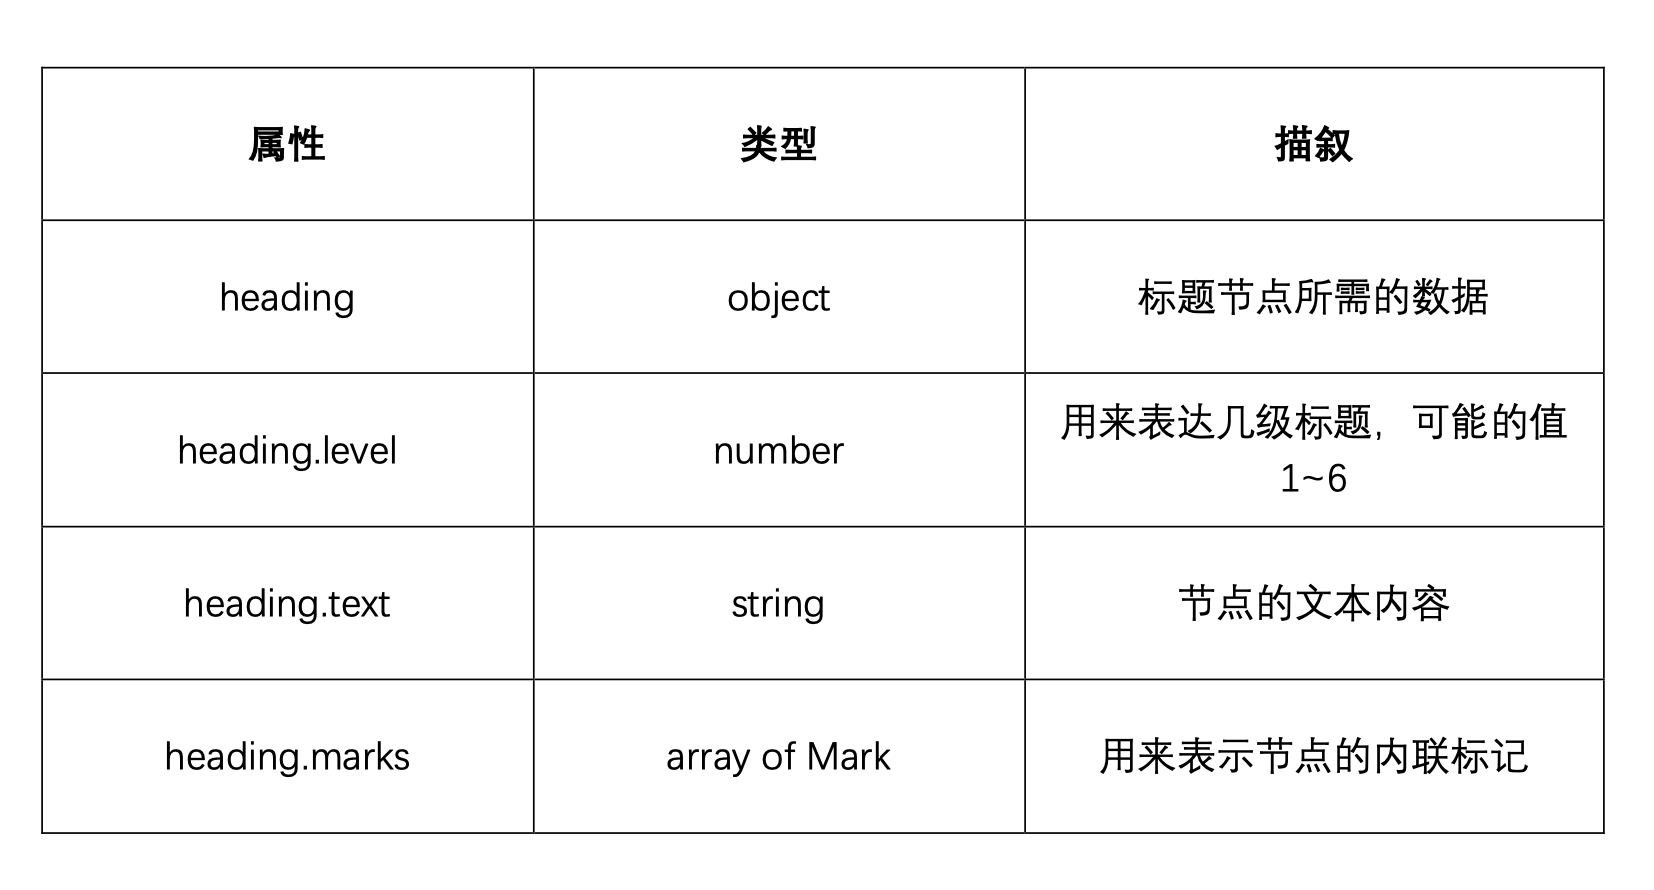 属性 类型 描叙
heading object 标题节点所需的数据
heading.level number 用来表达几级标题，可能的值
1~6
heading.text string 节点的文本内容
heading.marks array of Mark 用来表示节点的内联标记